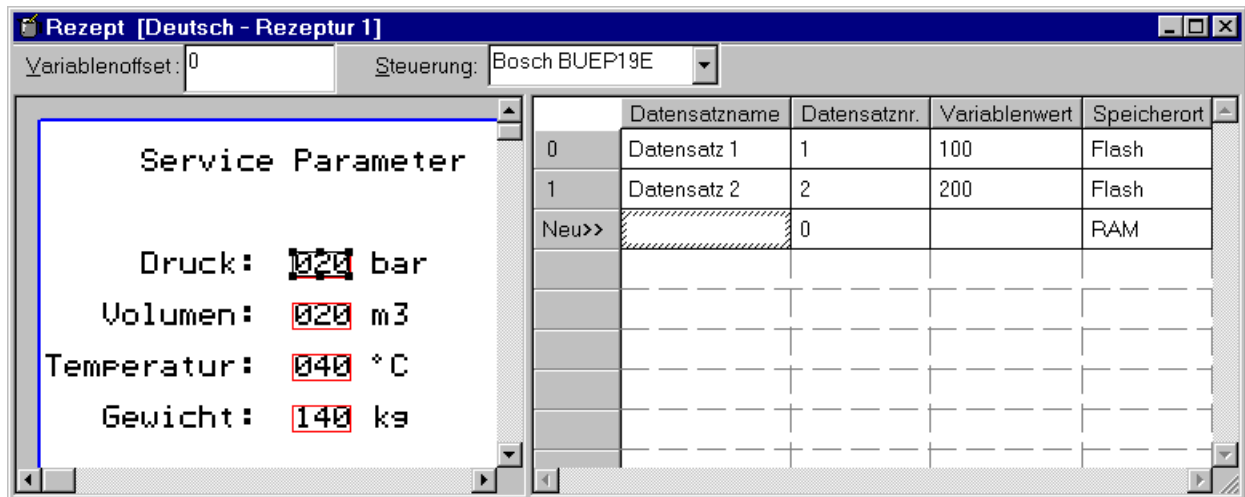 Rezept [Deutsch - Rezeptur 1]
Variablenoffset: 0 Steuerung: Bosch BUEP19E
Service Parameter
Druck: 020 bar
Volumen: 020 m3
Temperatur: 040 °C
Gewicht: 140 kg
Datensatzname Datensatznr. Variablenwert Speicherort
0 Datensatz 1 1 100 Flash
1 Datensatz 2 2 200 Flash
Neu>> 0 RAM